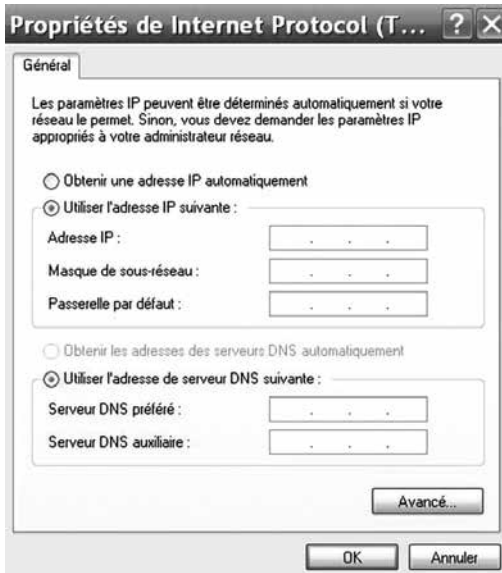 Propriétés de Internet Protocol (T...
Général
Les paramètres IP peuvent être déterminés automatiquement si votre
réseau le permet. Sinon, vous devez demander les paramètres IP
appropriés à votre administrateur réseau.
Obtenir une adresse IP automatiquement
Utiliser l'adresse IP suivante :
Adresse IP :
Masque de sous-réseau :
Passerelle par défaut :
Obtenir les adresses des serveurs DNS automatiquement
Utiliser l'adresse de serveur DNS suivante :
Serveur DNS préféré :
Serveur DNS auxiliaire :
Avancé...
OK Annuler